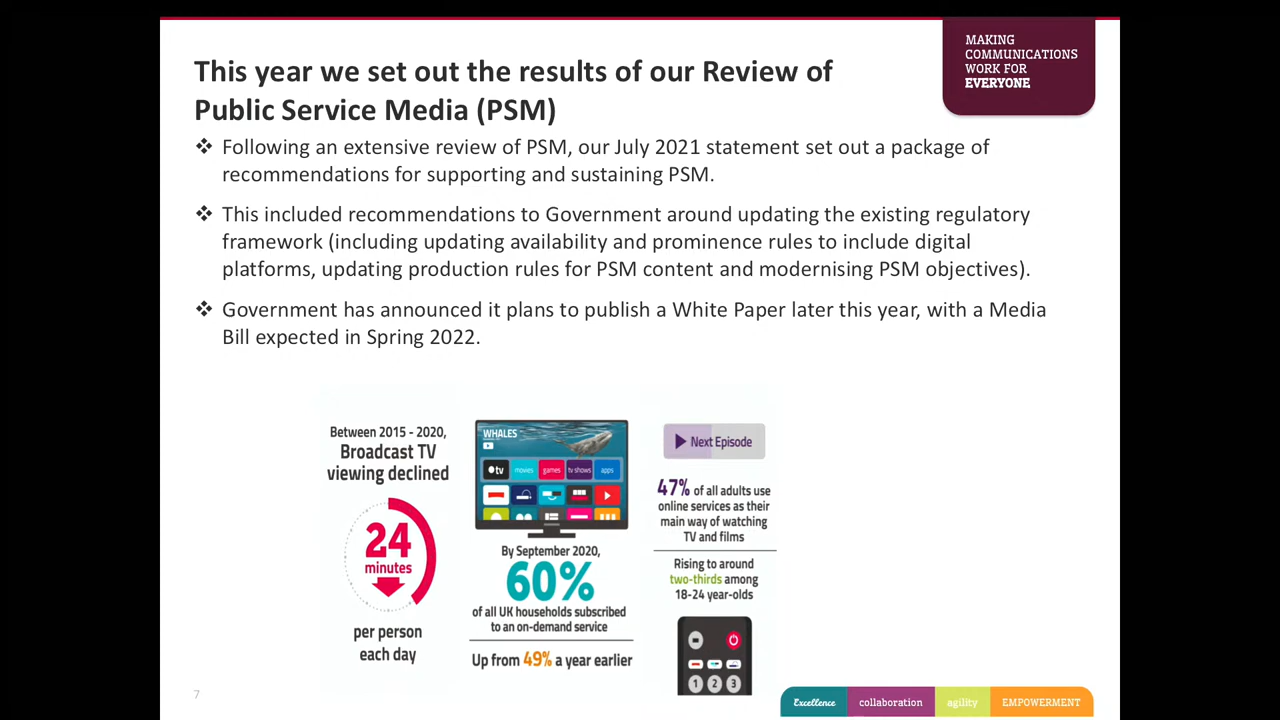 MAKING
COMMUNICATIONS
WORK FOR
EVERYONE
This year we set out the results of our Review of
Public Service Media (PSM)
Following an extensive review of PSM, our July 2021 statement set out a package of
recommendations for supporting and sustaining PSM.
This included recommendations to Government around updating the existing regulatory
framework (including updating availability and prominence rules to include digital
platforms, updating production rules for PSM content and modernising PSM objectives).
Government has announced it plans to publish a White Paper later this year, with a Media
Bill expected in Spring 2022.
Between 2015 - 2020,
Broadcast TV
viewing declined
24
minutes
per person
each day
WHALES
tv movies games tv shows apps
By September 2020,
60%
of all UK households subscribed
to an on-demand service
Up from 49% a year earlier
Next Episode
47% of all adults use
online services as their
main way of watching
TV and films
Rising to around
two-thirds among
18-24 year-olds
1 2 3
7
Excellence collaboration agility EMPOWERMENT